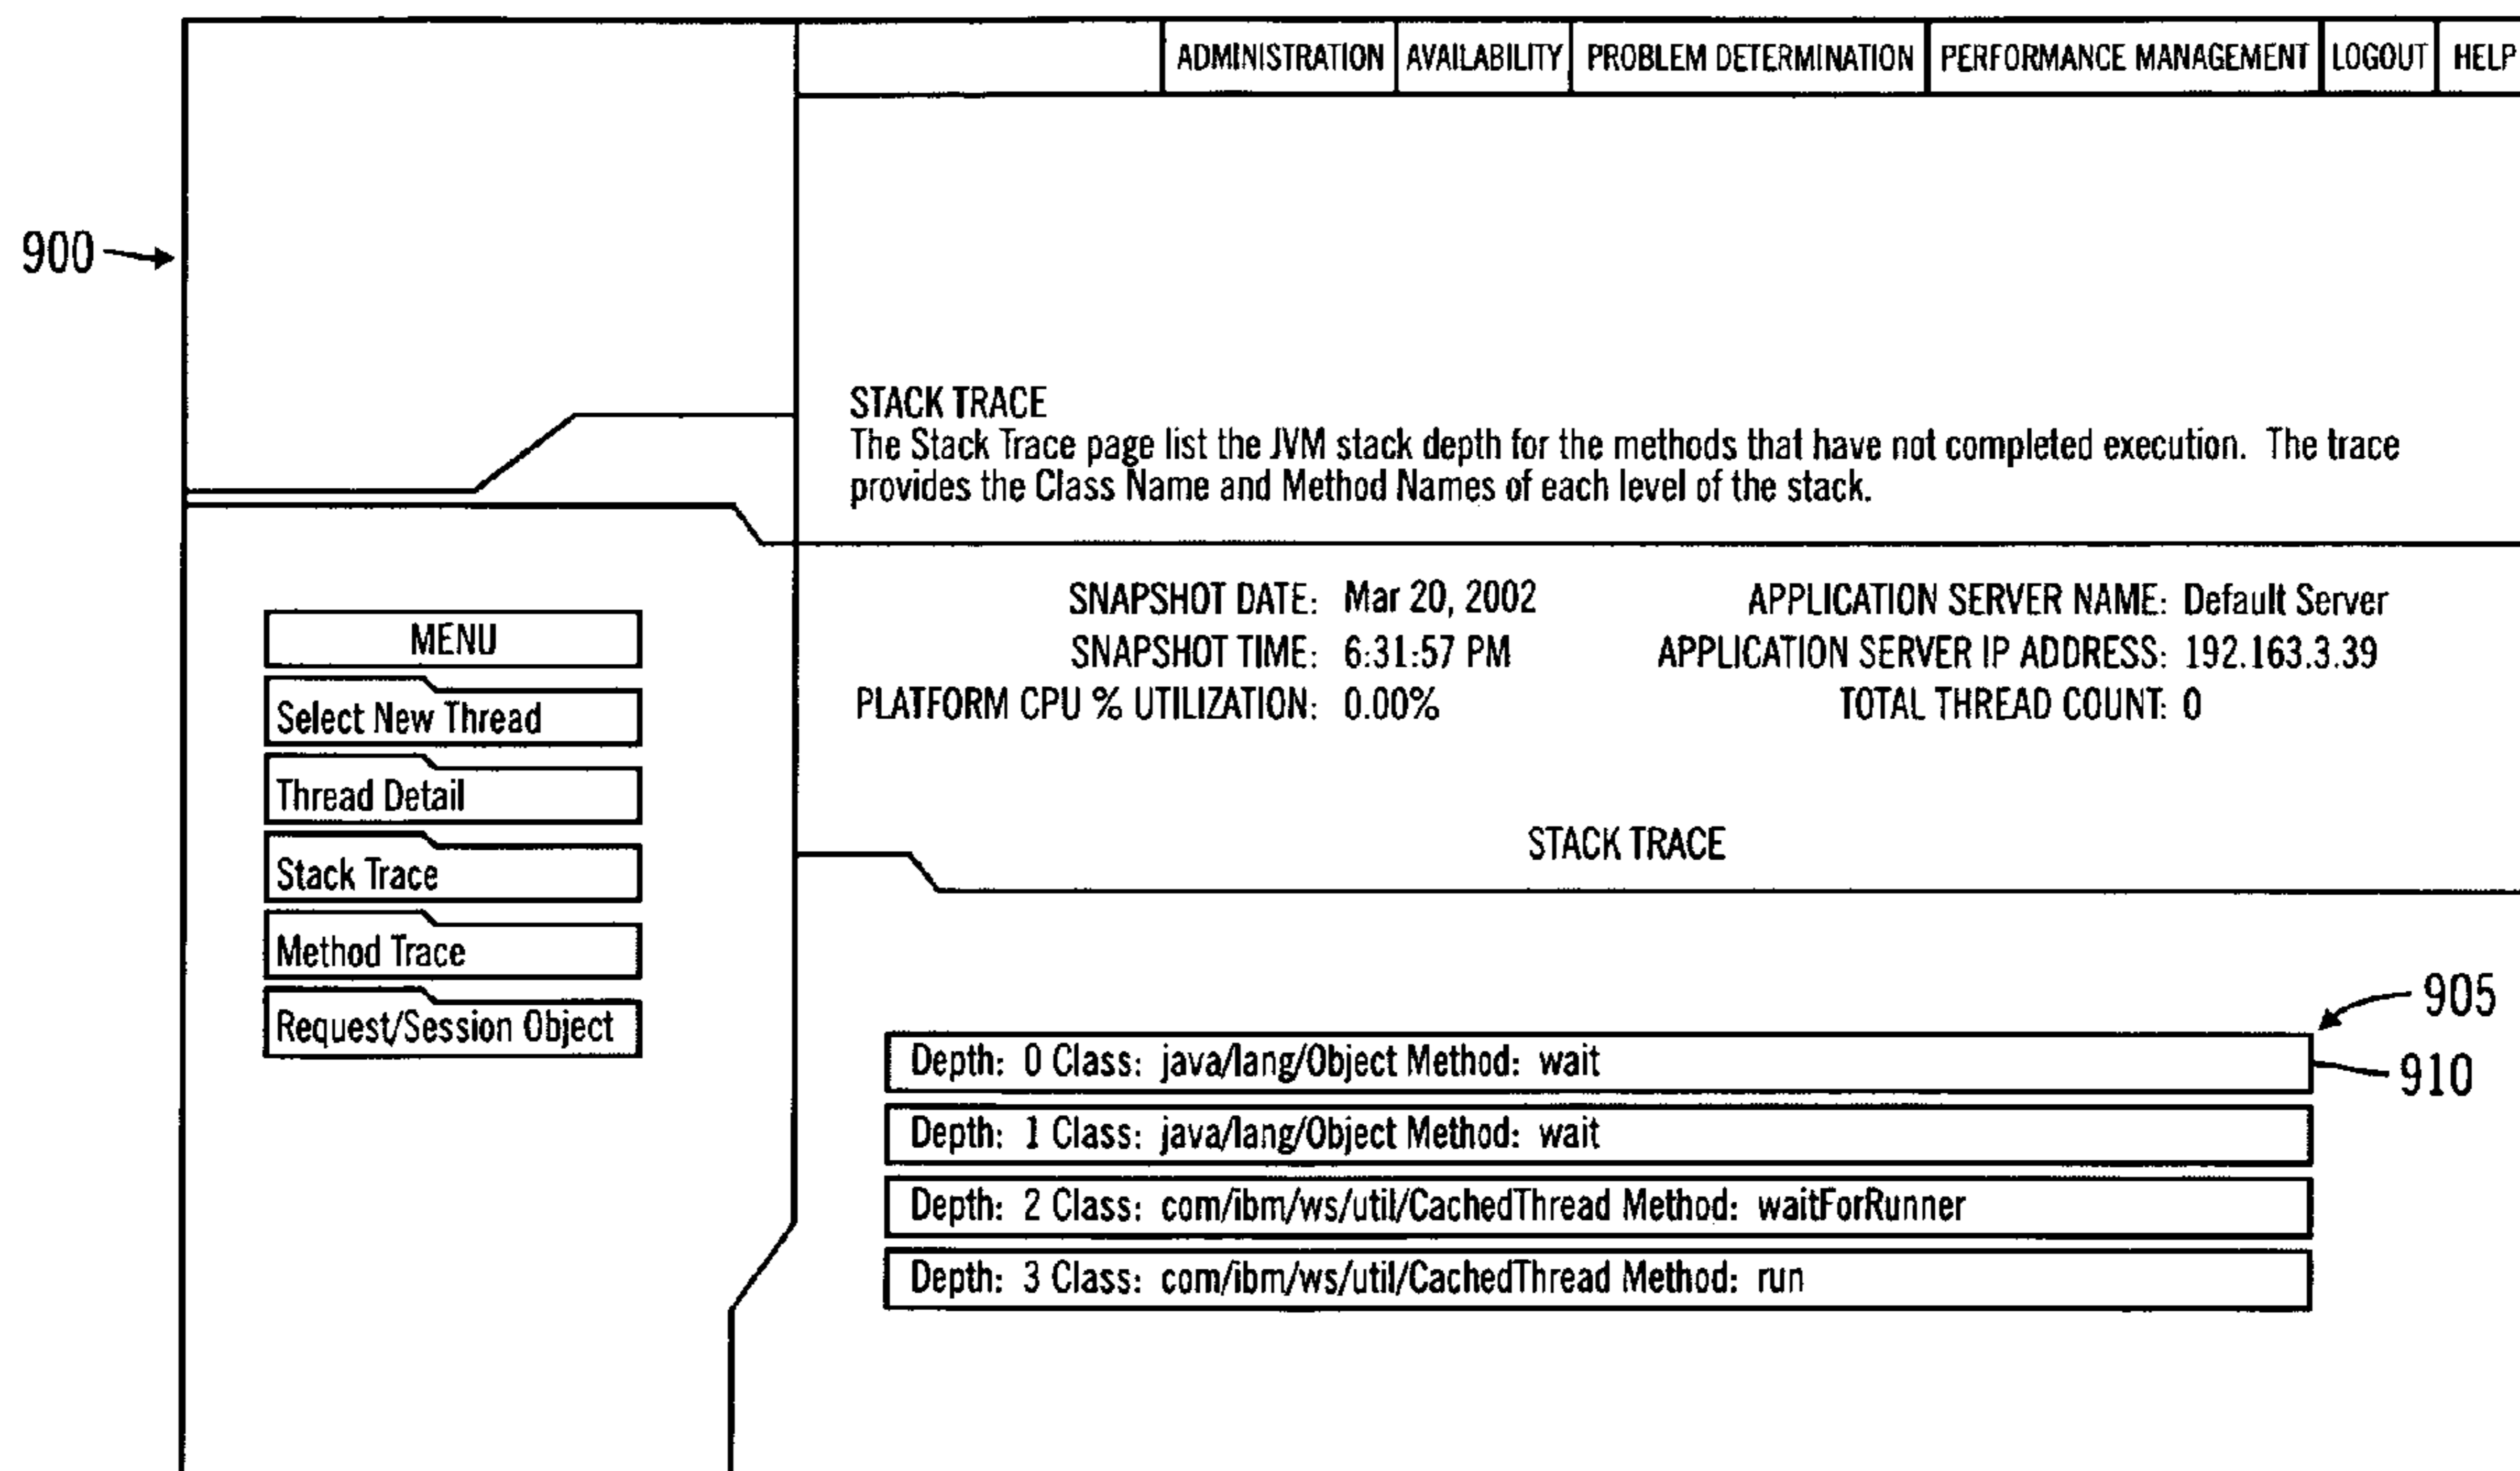 ADMINISTRATION AVAILABILITY PROBLEM DETERMINATION PERFORMANCE MANAGEMENT LOGOUT HELP
900
STACK TRACE
The Stack Trace page list the JVM stack depth for the methods that have not completed execution. The trace
provides the Class Name and Method Names of each level of the stack.
SNAPSHOT DATE: Mar 20, 2002 APPLICATION SERVER NAME: Default Server
SNAPSHOT TIME: 6:31:57 PM APPLICATION SERVER IP ADDRESS: 192.163.3.39
PLATFORM CPU % UTILIZATION: 0.00% TOTAL THREAD COUNT: 0
MENU
Select New Thread
Thread Detail
Stack Trace
Method Trace
Request/Session Object
STACK TRACE
905
Depth: 0 Class: java/lang/Object Method: wait
910
Depth: 1 Class: java/lang/Object Method: wait
Depth: 2 Class: com/ibm/ws/util/CachedThread Method: waitForRunner
Depth: 3 Class: com/ibm/ws/util/CachedThread Method: run